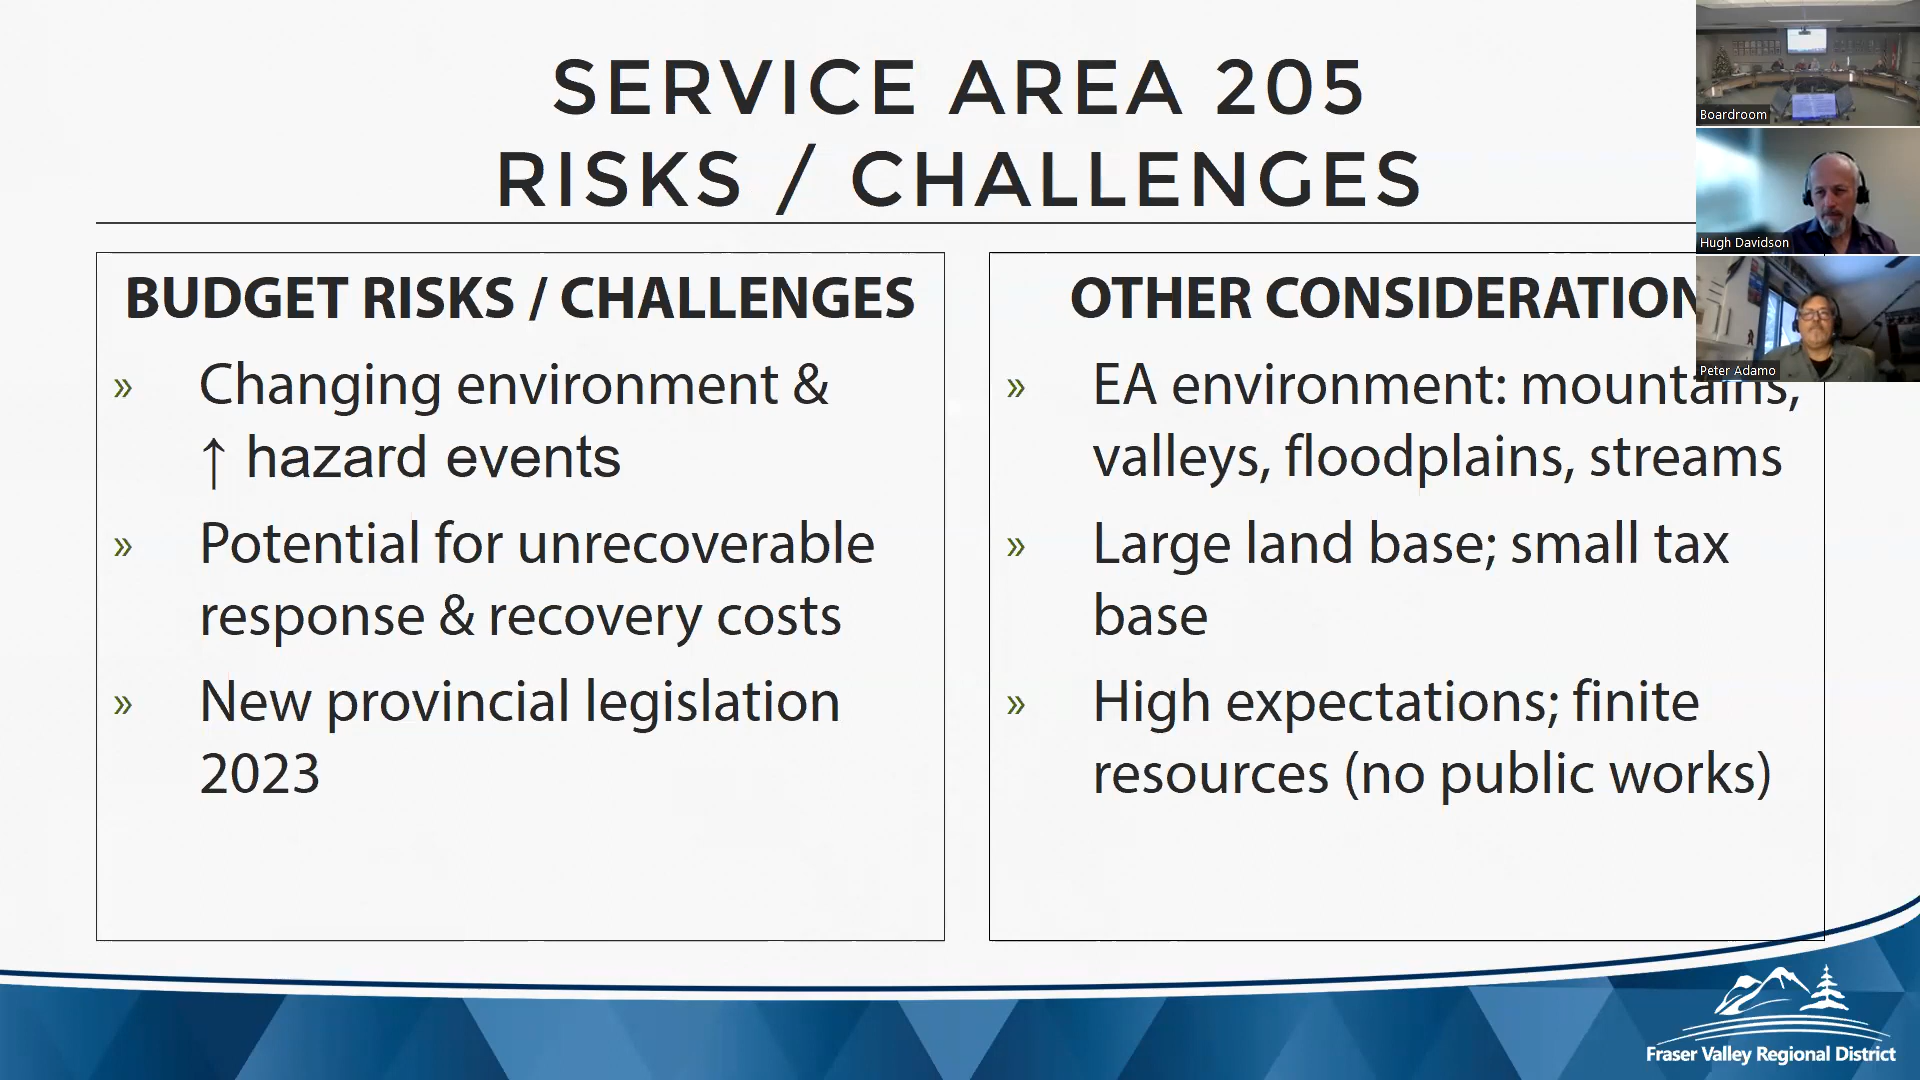 SERVICE AREA 205
RISKS / CHALLENGES
BUDGET RISKS / CHALLENGES
» Changing environment &
↑ hazard events
» Potential for unrecoverable
response & recovery costs
» New provincial legislation
2023
OTHER CONSIDERATION
» EA environment: mountains,
valleys, floodplains, streams
» Large land base; small tax
base
» High expectations; finite
resources (no public works)
Boardroom
Hugh Davidson
Peter Adamo
Fraser Valley Regional District